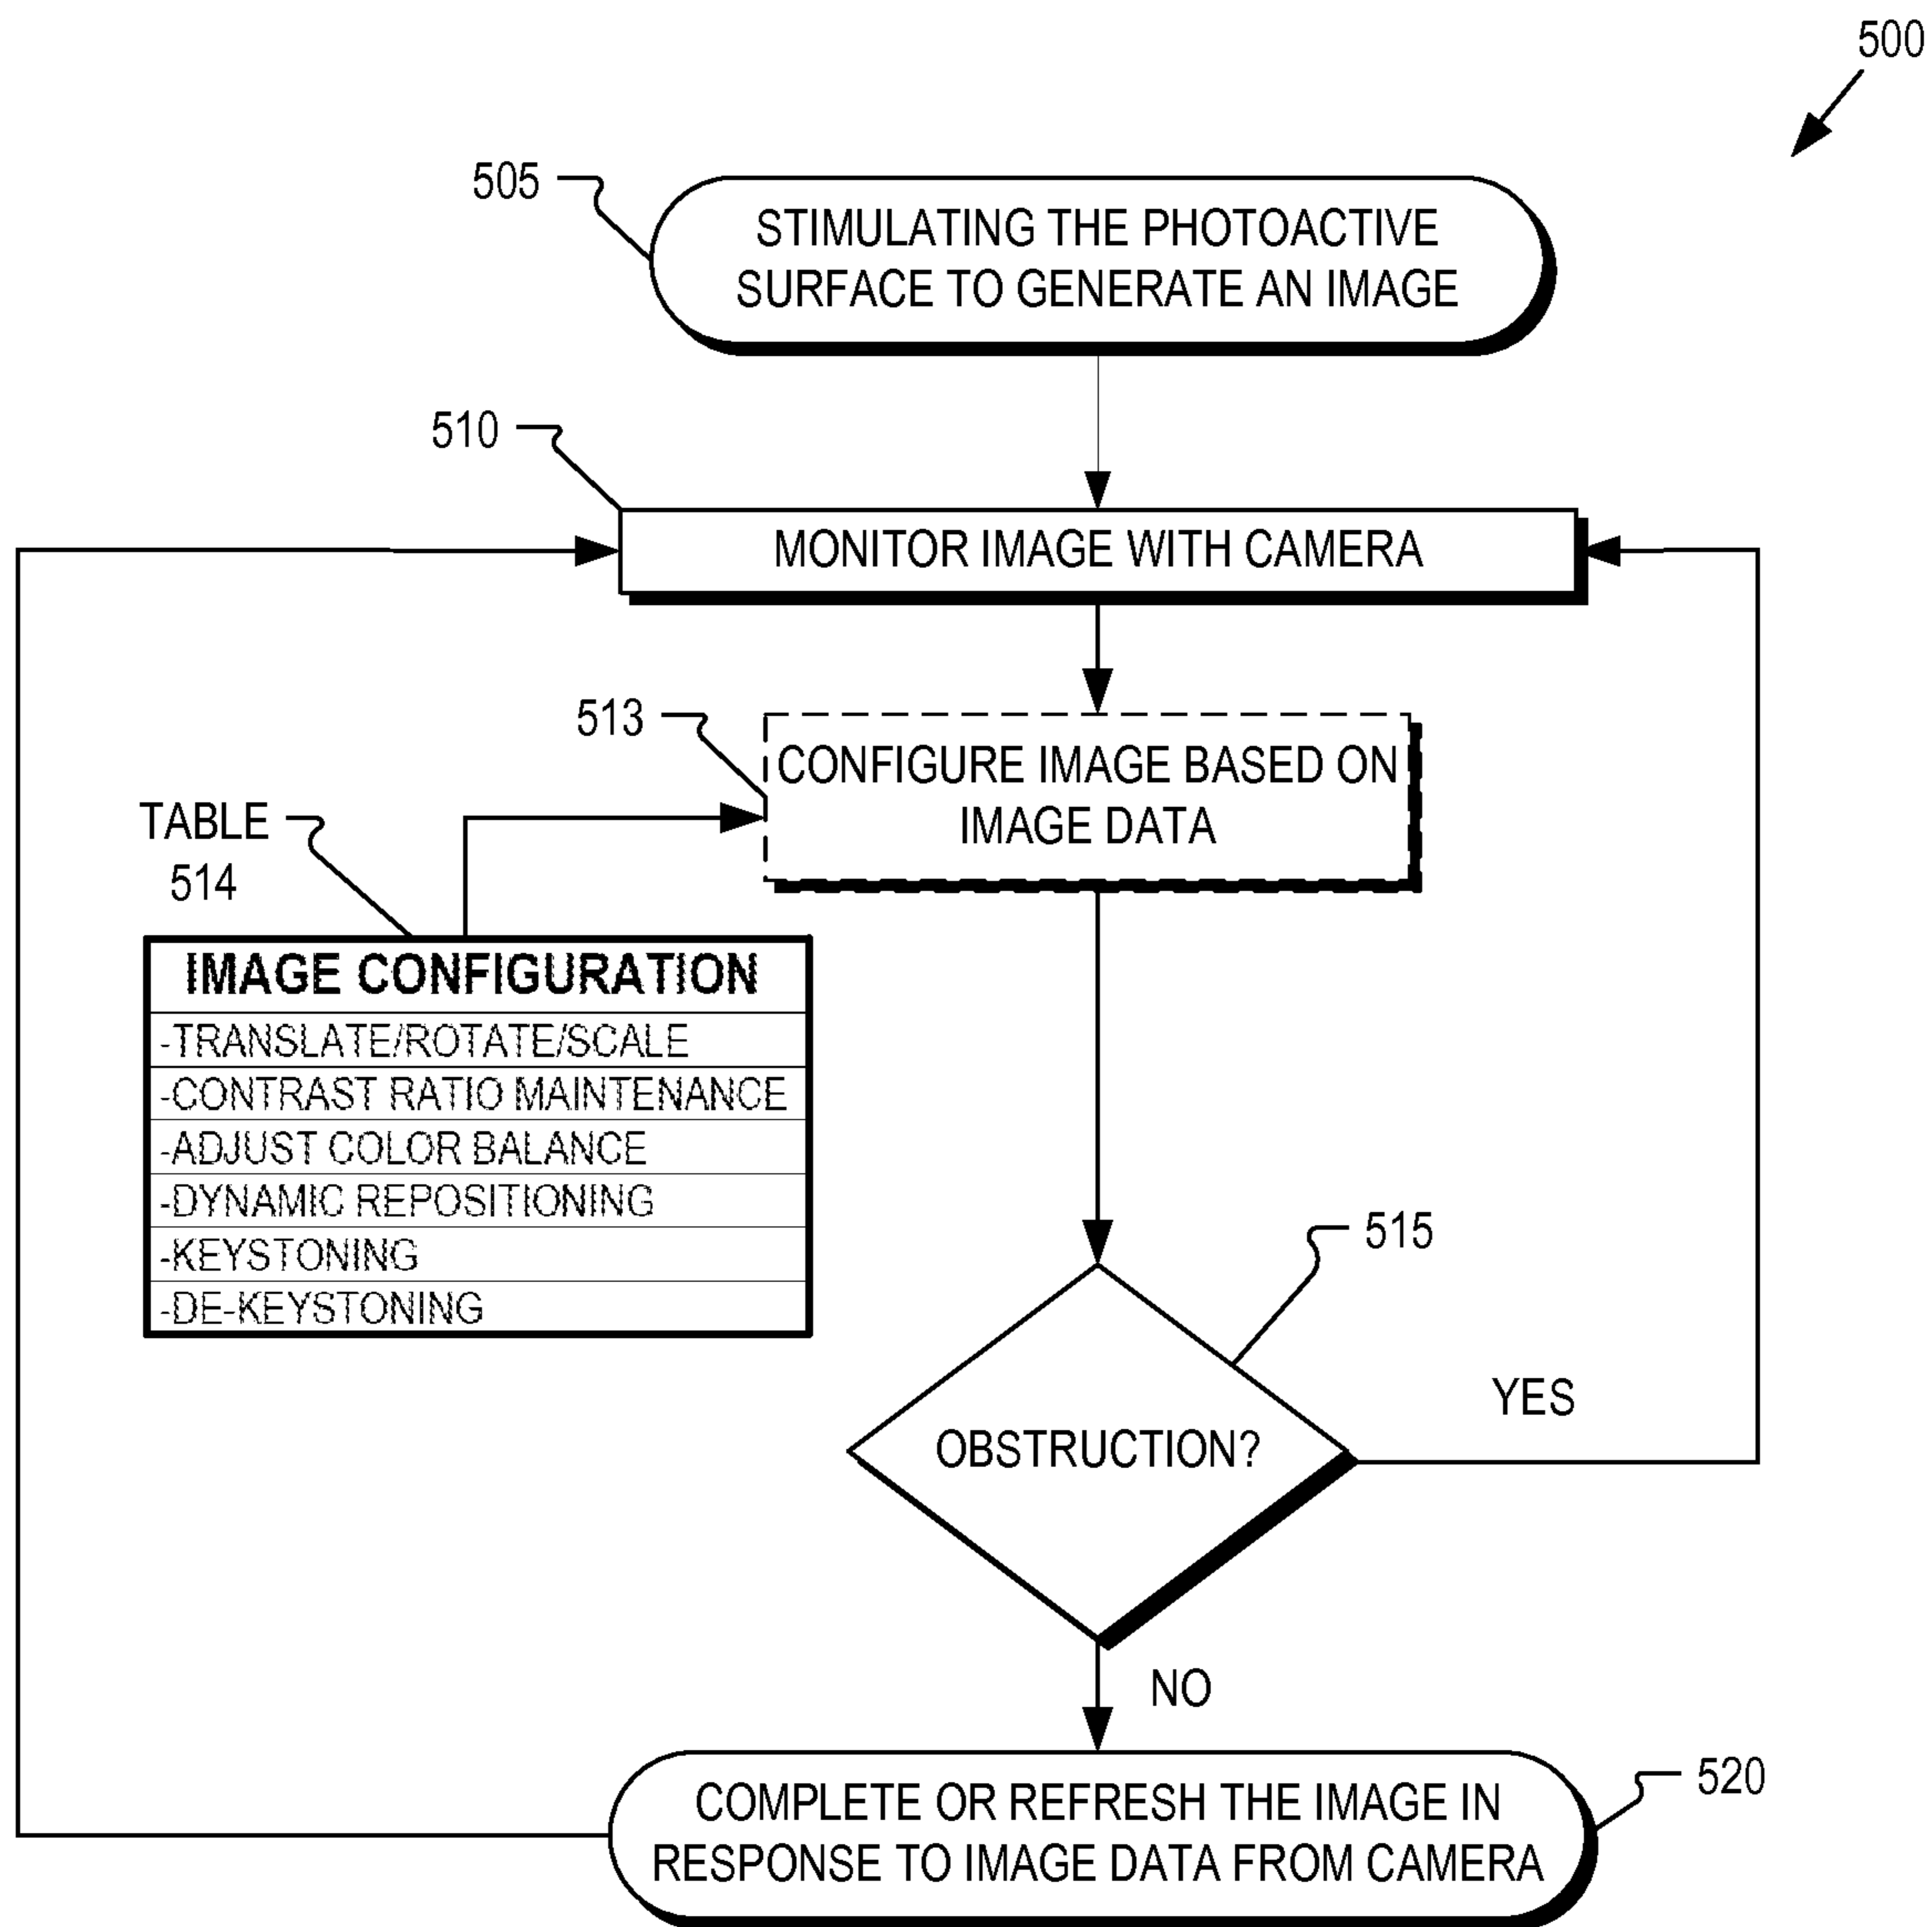 500
505
STIMULATING THE PHOTOACTIVE
SURFACE TO GENERATE AN IMAGE
510
MONITOR IMAGE WITH CAMERA
513
CONFIGURE IMAGE BASED ON
IMAGE DATA
TABLE
514
IMAGE CONFIGURATION
-TRANSLATE/ROTATE/SCALE
-CONTRAST RATIO MAINTENANCE
-ADJUST COLOR BALANCE
-DYNAMIC REPOSITIONING
-KEYSTONING
-DE-KEYSTONING
515
OBSTRUCTION?
YES
NO
520
COMPLETE OR REFRESH THE IMAGE IN
RESPONSE TO IMAGE DATA FROM CAMERA